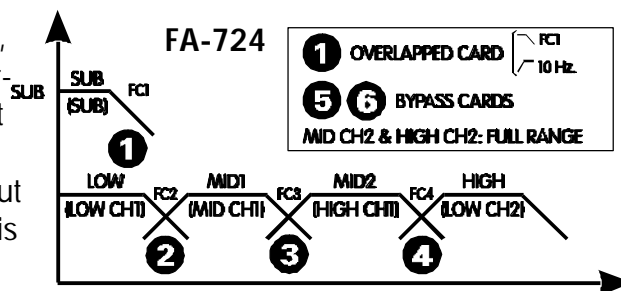 ,
-
t
ut
is
FA-724
1 OVERLAPPED CARD FC1
10 Hz.
5 6 BYPASS CARDS
MID CH2 & HIGH CH2: FULL RANGE
SUB
SUB FC1
(SUB)
1
LOW FC2 MID1 FC3 MID2 FC4 HIGH
(LOW CH1) (MID CH1) (HIGH CH1) (LOW CH2)
2 3 4